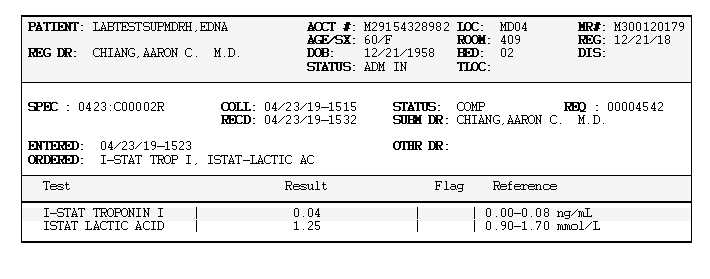 PATIENT: LABTESTSUPMDRH,EDNA ACCT #: M29154328982 LOC: MD04 MR#: M300120179
AGE/SX: 60/F ROOM: 409 REG: 12/21/18
REG DR: CHIANG,AARON C. M.D. DOB: 12/21/1958 BED: 02 DIS:
STATUS: ADM IN TLOC:
SPEC : 0423:C00002R COLL: 04/23/19-1515 STATUS: COMP REQ : 00004542
RECD: 04/23/19-1532 SUBM DR: CHIANG,AARON C. M.D.
ENTERED: 04/23/19-1523 OTHR DR:
ORDERED: I-STAT TROP I, ISTAT-LACTIC AC
Test Result Flag Reference
I-STAT TROPONIN I | 0.04 | | 0.00-0.08 ng/mL
ISTAT LACTIC ACID | 1.25 | | 0.90-1.70 mmol/L